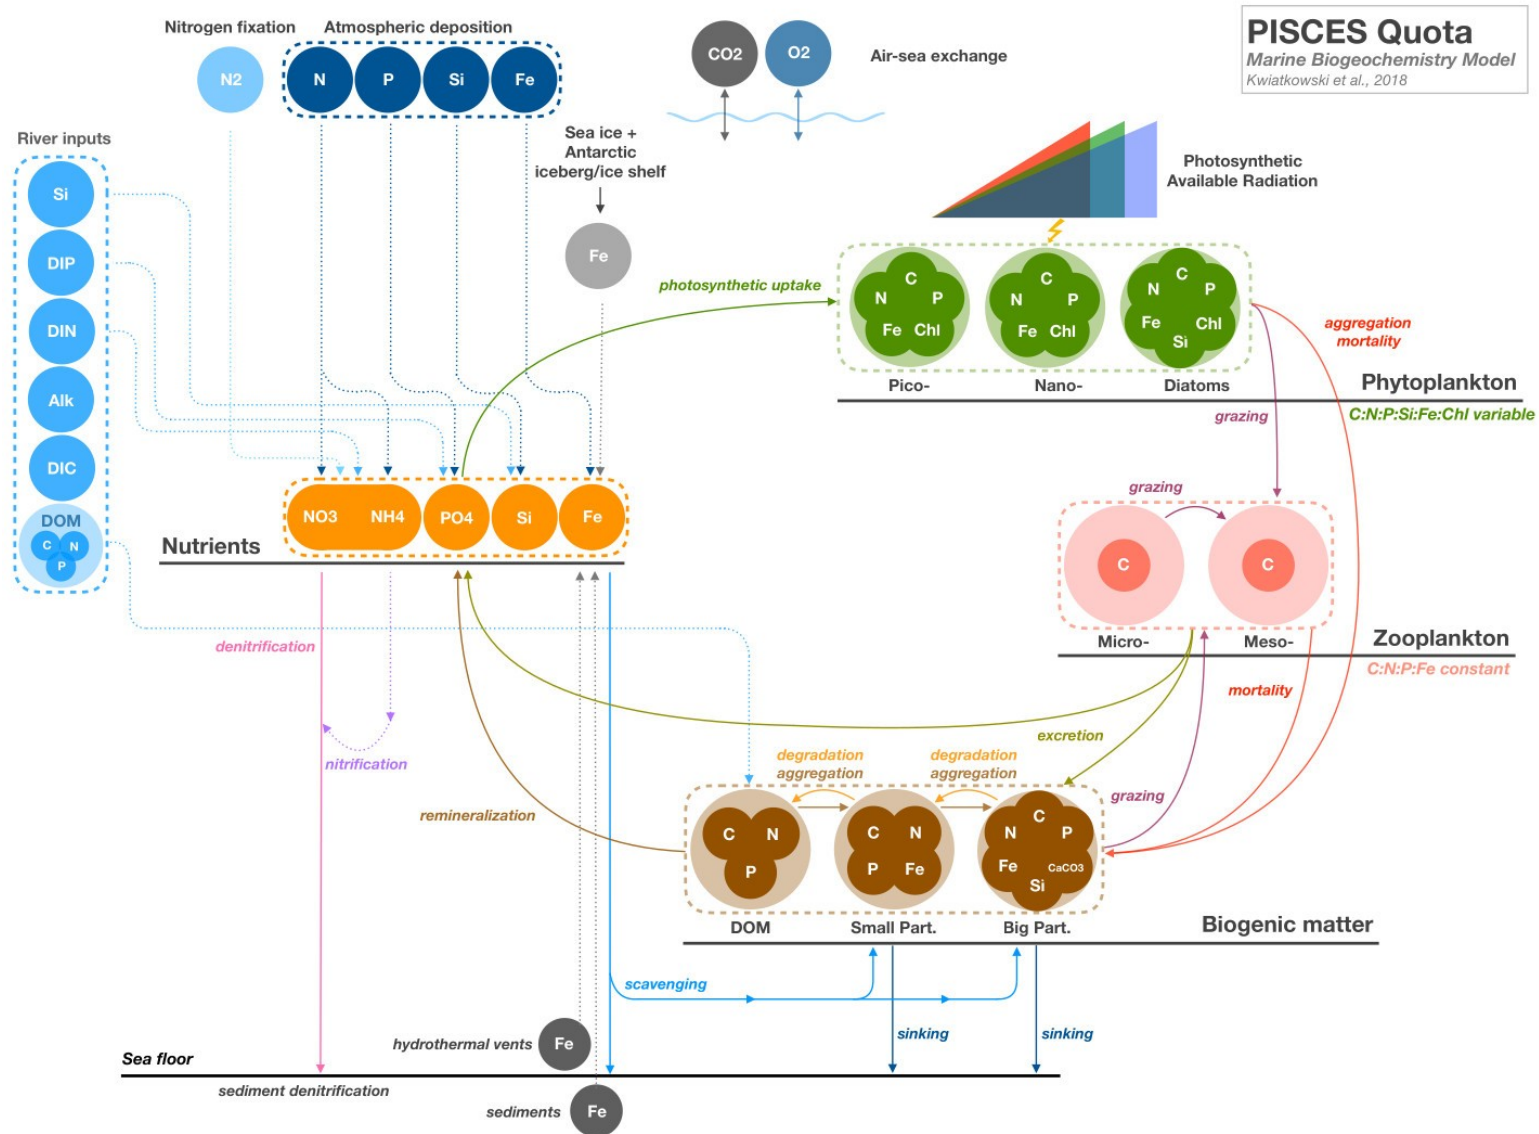 PISCES Quota
Marine Biogeochemistry Model
Kwiatkowski et al., 2018
Nitrogen fixation
Atmospheric deposition
N2
N
P
Si
Fe
CO2
O2
Air-sea exchange
River inputs
Si
DIP
DIN
Alk
DIC
DOM
C
N
P
Sea ice +
Antarctic
iceberg/ice shelf
Fe
Photosynthetic
Available Radiation
photosynthetic uptake
C
N
P
Fe
Chl
C
N
P
Fe
Chl
C
N
P
Fe
Chl
Si
Pico-
Nano-
Diatoms
aggregation
mortality
Phytoplankton
C:N:P:Si:Fe:Chl variable
grazing
grazing
C
C
Micro-
Meso-
Zooplankton
C:N:P:Fe constant
NO3
NH4
PO4
Si
Fe
Nutrients
denitrification
nitrification
remineralization
excretion
mortality
grazing
degradation
aggregation
degradation
aggregation
C
N
P
C
N
P
Fe
C
N
P
Fe
CaCO3
Si
DOM
Small Part.
Big Part.
Biogenic matter
scavenging
sinking
sinking
hydrothermal vents
Fe
Sea floor
sediment denitrification
sediments
Fe